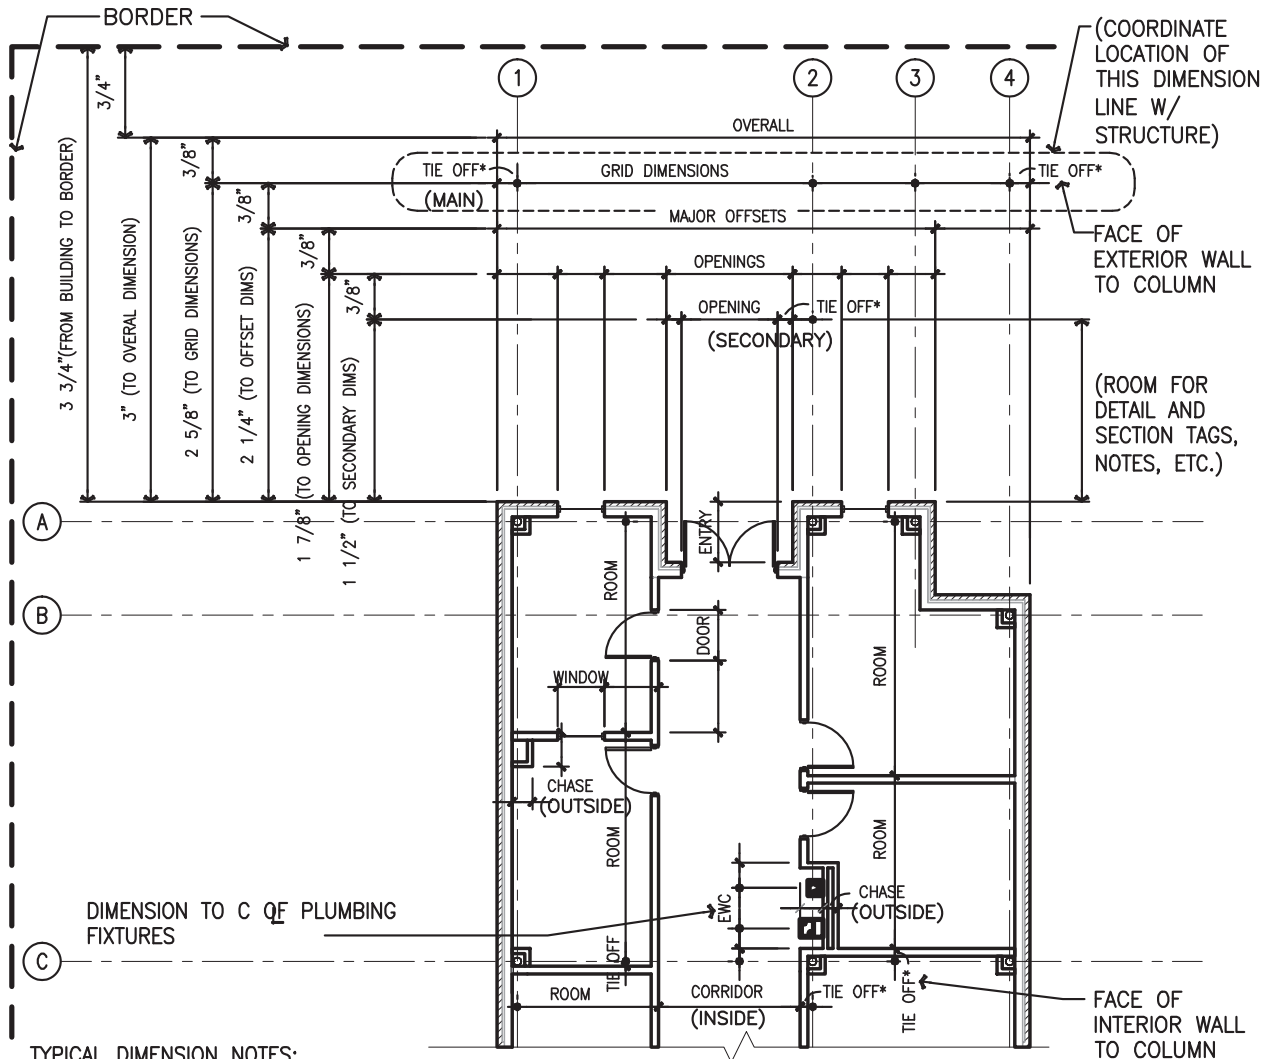 BORDER
(COORDINATE
LOCATION OF
THIS DIMENSION
LINE W/
STRUCTURE)
1
2
3
4
3/4"
OVERALL
3/8"
TIE OFF*
GRID DIMENSIONS
TIE OFF*
(MAIN)
3/8"
MAJOR OFFSETS
FACE OF
EXTERIOR WALL
TO COLUMN
3/8"
OPENINGS
3/8"
OPENING
TIE OFF*
(SECONDARY)
3 3/4"(FROM BUILDING TO BORDER)
3" (TO OVERAL DIMENSION)
2 5/8" (TO GRID DIMENSIONS)
2 1/4" (TO OFFSET DIMS)
1 7/8" (TO OPENING DIMENSIONS)
1 1/2" (TO SECONDARY DIMS)
(ROOM FOR
DETAIL AND
SECTION TAGS,
NOTES, ETC.)
A
ENTRY
ROOM
B
DOOR
ROOM
WINDOW
CHASE
(OUTSIDE)
ROOM
ROOM
CHASE
(OUTSIDE)
EWC
DIMENSION TO C OF PLUMBING
FIXTURES
C
TIE OFF
ROOM
CORRIDOR
(INSIDE)
TIE OFF*
TIE OFF*
FACE OF
INTERIOR WALL
TO COLUMN
TYPICAL DIMENSION NOTES: